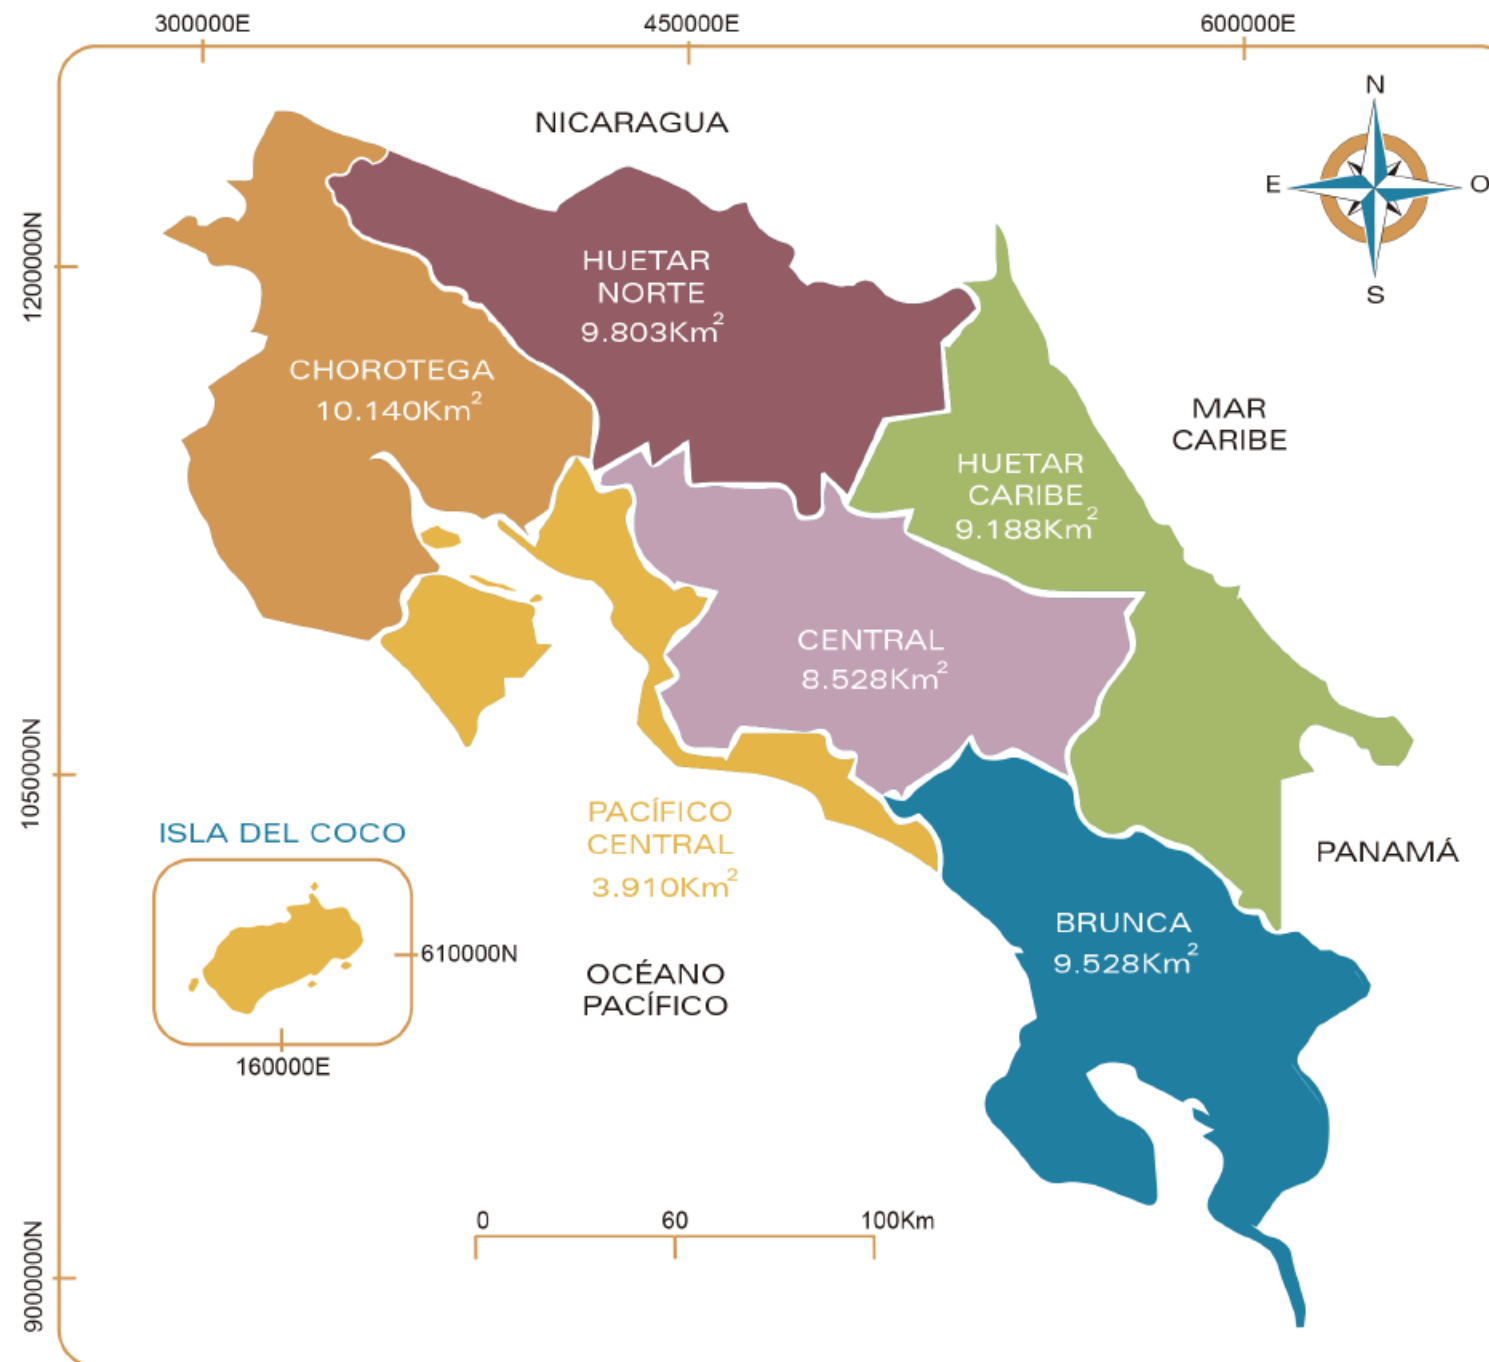 300000E
450000E
600000E
N
E
O
S
NICARAGUA
1200000N
HUETAR
NORTE
9.803Km²
CHOROTEGA
10.140Km²
MAR
CARIBE
HUETAR
CARIBE
9.188Km²
CENTRAL
8.528Km²
1050000N
PACÍFICO
CENTRAL
3.910Km²
ISLA DEL COCO
610000N
160000E
PANAMÁ
BRUNCA
9.528Km²
OCÉANO
PACÍFICO
0
60
100Km
9000000N